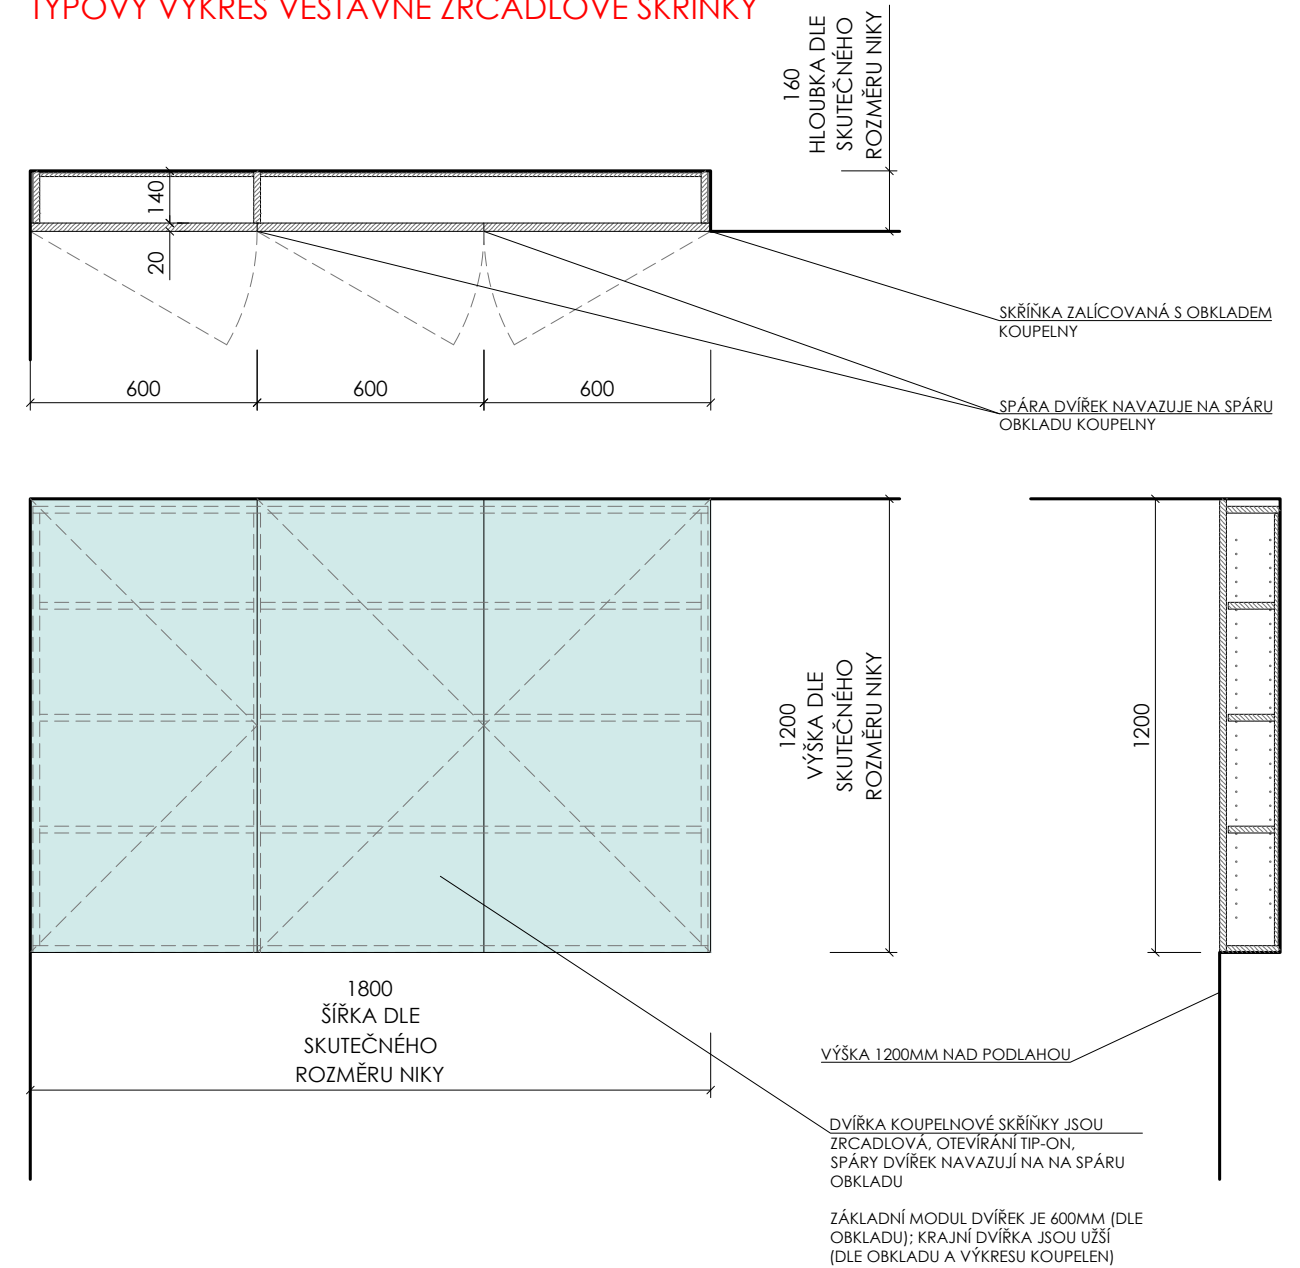 TYPOVÝ VÝKRES VESTAVNÉ ZRCADLOVÉ SKŘÍŇKY
160
HLOUBKA DLE
SKUTEČNÉHO
ROZMĚRU NIKY
140
20
600
600
600
SKŘÍŇKA ZALÍCOVANÁ S OBKLADEM
KOUPELNY
SPÁRA DVÍŘEK NAVAZUJE NA SPÁRU
OBKLADU KOUPELNY
1200
VÝŠKA DLE
SKUTEČNÉHO
ROZMĚRU NIKY
1200
1800
ŠÍŘKA DLE
SKUTEČNÉHO
ROZMĚRU NIKY
VÝŠKA 1200MM NAD PODLAHOU
DVÍŘKA KOUPELNOVÉ SKŘÍŇKY JSOU
ZRCADLOVÁ, OTEVÍRÁNÍ TIP-ON,
SPÁRY DVÍŘEK NAVAZUJÍ NA NA SPÁRU
OBKLADU
ZÁKLADNÍ MODUL DVÍŘEK JE 600MM (DLE
OBKLADU); KRAJNÍ DVÍŘKA JSOU UŽŠÍ
(DLE OBKLADU A VÝKRESU KOUPELEN)